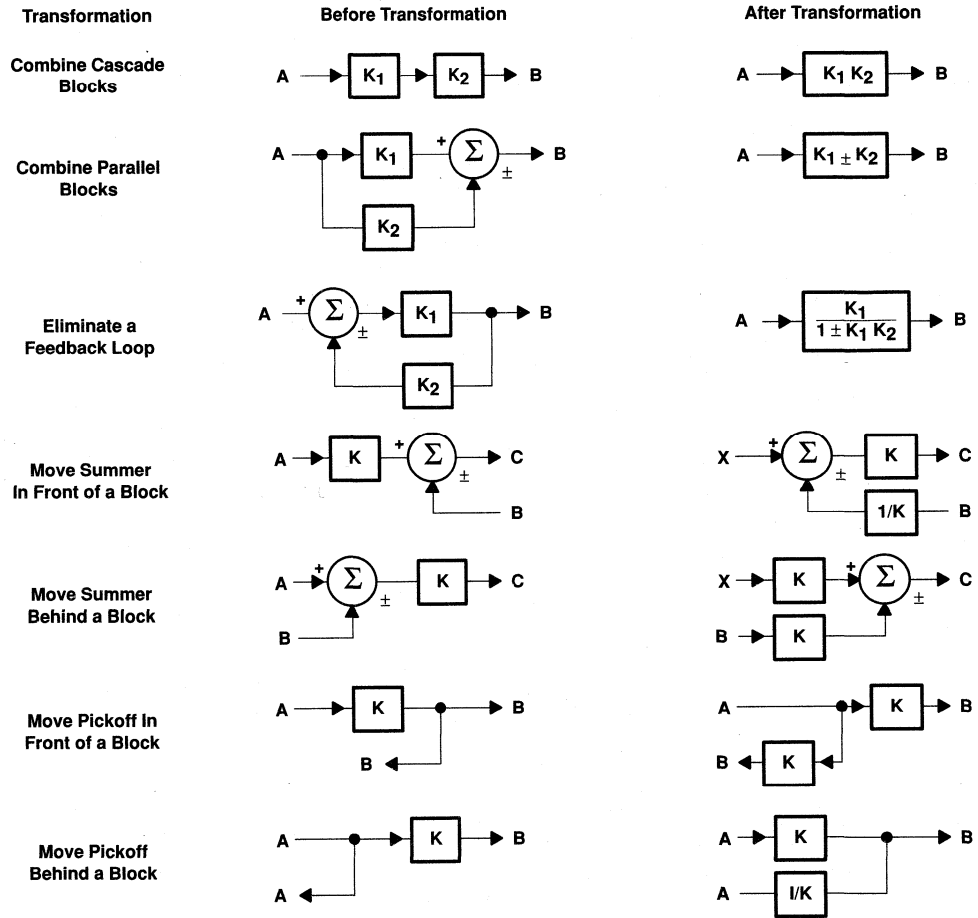 Transformation Before Transformation After Transformation
Combine Cascade
Blocks
A K1 K2 B
A K1 K2 B
Combine Parallel
Blocks
A K1 + Σ ± B
K2
A K1 ± K2 B
Eliminate a
Feedback Loop
A + Σ ± K1 B
K2
A K1 B
1 ± K1 K2
Move Summer
In Front of a Block
A K + Σ ± C
B
X + Σ ± K C
1/K B
Move Summer
Behind a Block
A + Σ ± K C
B
X K + Σ ± C
B K
Move Pickoff In
Front of a Block
A K B
B
A K B
B K
Move Pickoff
Behind a Block
A K B
A
A K B
A I/K